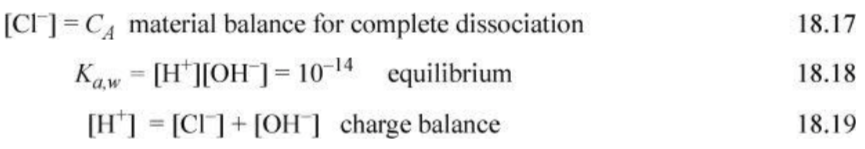 [Cl⁻] = C_A material balance for complete dissociation 18.17
K_a,w = [H⁺][OH⁻] = 10⁻¹⁴ equilibrium 18.18
[H⁺] = [Cl⁻] + [OH⁻] charge balance 18.19